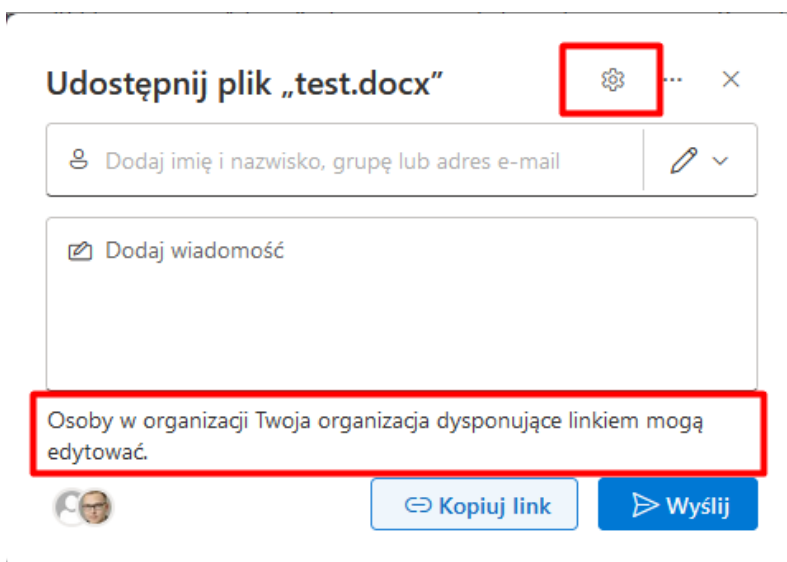 Udostępnij plik „test.docx”
Dodaj imię i nazwisko, grupę lub adres e-mail
Dodaj wiadomość
Osoby w organizacji Twoja organizacja dysponujące linkiem mogą
edytować.
Kopiuj link
Wyślij